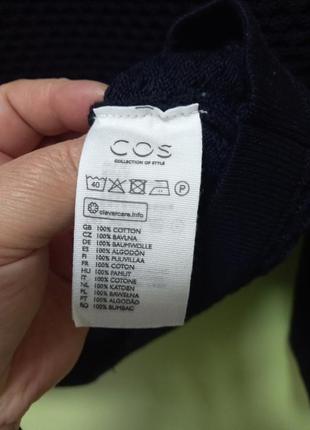 COS
COLLECTION OF STYLE
40 P
clevercare.info
GB 100% COTTON
CZ 100% BAVLNA
DE 100% BAUMWOLLE
ES 100% ALGODÓN
FI 100% PUUVILLAA
FR 100% COTON
HU 100% PAMUT
IT 100% COTONE
NL 100% KATOEN
PL 100% BAWEŁNA
PT 100% ALGODÃO
RO BUMBAC